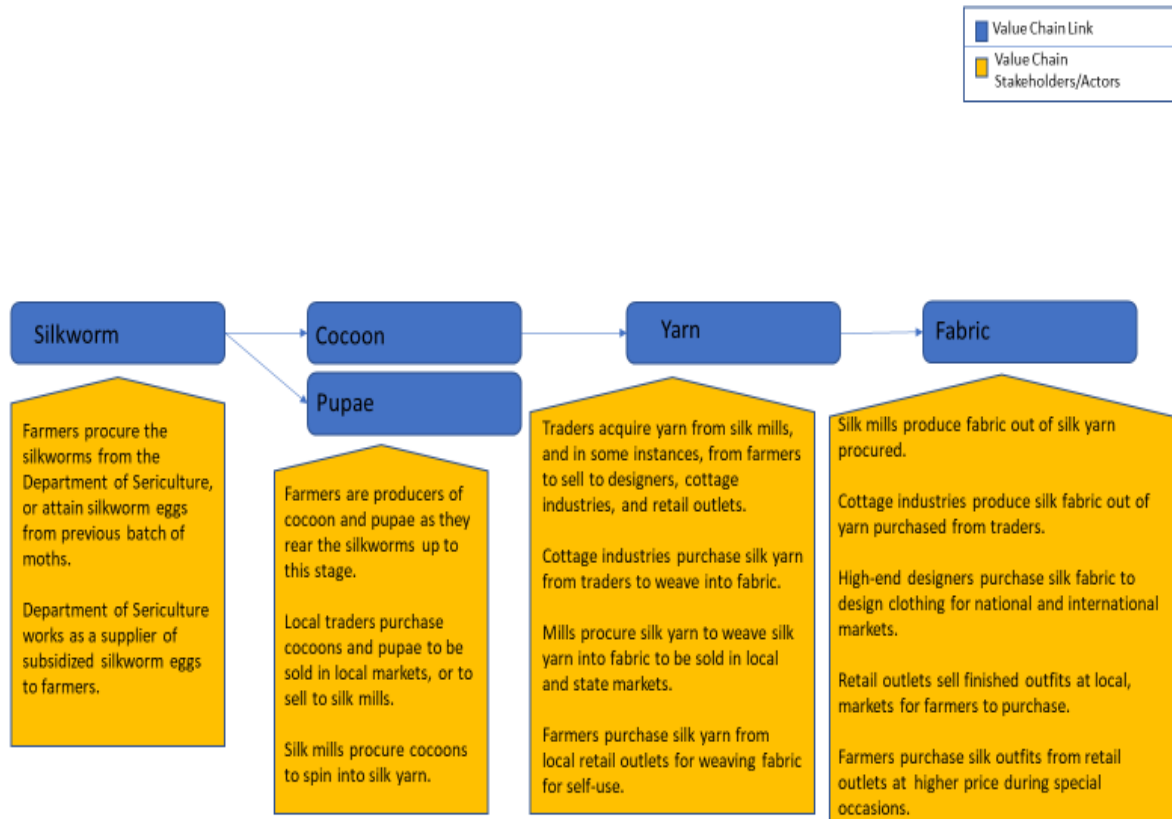 Value Chain Link
Value Chain
Stakeholders/Actors
Silkworm
Cocoon
Pupae
Yarn
Fabric
Farmers procure the
silkworms from the
Department of Sericulture,
or attain silkworm eggs
from previous batch of
moths.
Department of Sericulture
works as a supplier of
subsidized silkworm eggs
to farmers.
Farmers are producers of
cocoon and pupae as they
rear the silkworms up to
this stage.
Local traders purchase
cocoons and pupae to be
sold in local markets, or to
sell to silk mills.
Silk mills procure cocoons
to spin into silk yarn.
Traders acquire yarn from silk mills,
and in some instances, from farmers
to sell to designers, cottage
industries, and retail outlets.
Cottage industries purchase silk yarn
from traders to weave into fabric.
Mills procure silk yarn to weave silk
yarn into fabric to be sold in local
and state markets.
Farmers purchase silk yarn from
local retail outlets for weaving fabric
for self-use.
Silk mills produce fabric out of silk yarn
procured.
Cottage industries produce silk fabric out of
yarn purchased from traders.
High-end designers purchase silk fabric to
design clothing for national and international
markets.
Retail outlets sell finished outfits at local,
markets for farmers to purchase.
Farmers purchase silk outfits from retail
outlets at higher price during special
occasions.